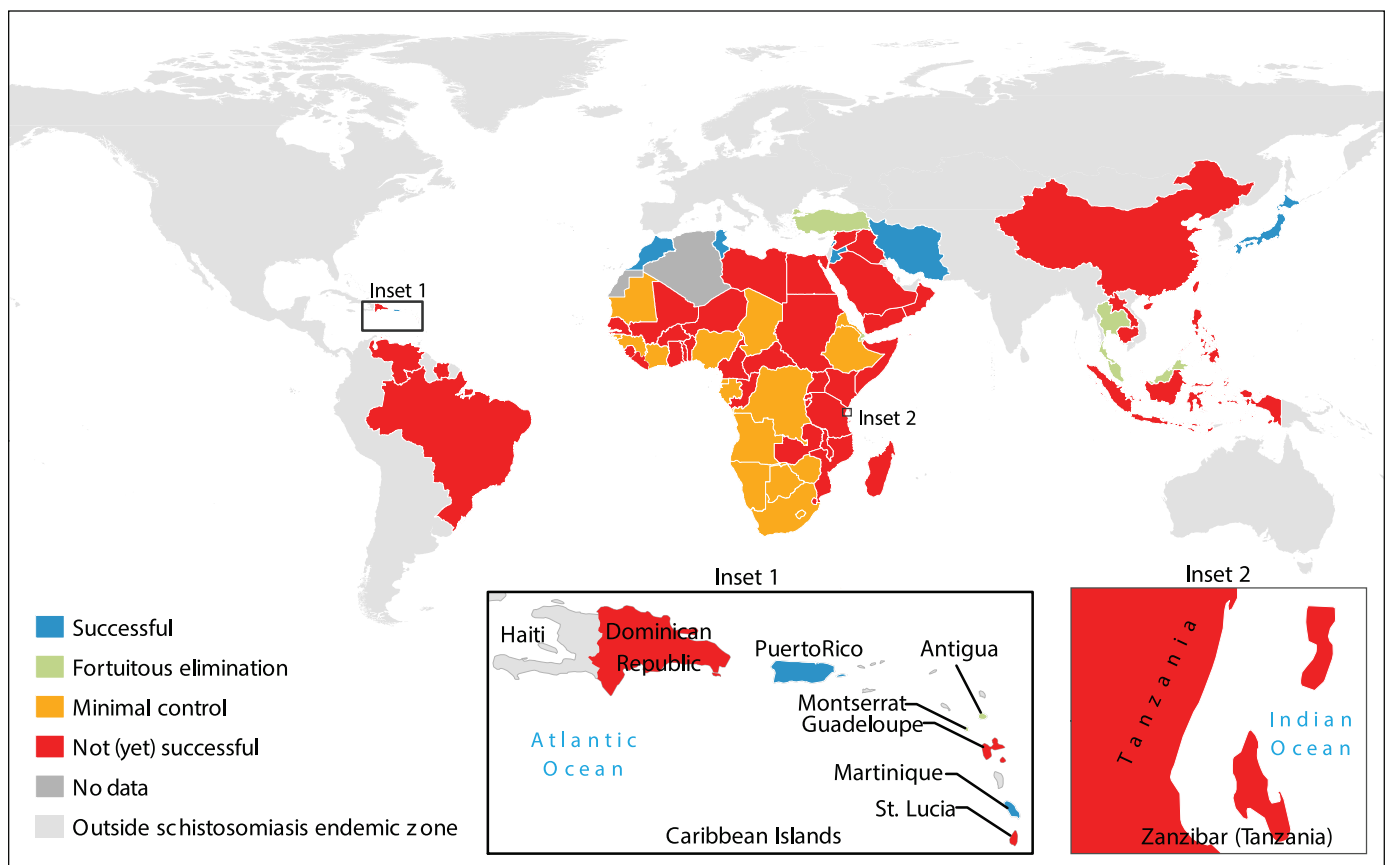 Inset 1
Inset 2
Successful
Fortuitous elimination
Minimal control
Not (yet) successful
No data
Outside schistosomiasis endemic zone
Inset 1
Haiti
Dominican
Republic
PuertoRico
Antigua
Montserrat
Guadeloupe
Atlantic
Ocean
Martinique
St. Lucia
Caribbean Islands
Inset 2
Tanzania
Indian
Ocean
Zanzibar (Tanzania)